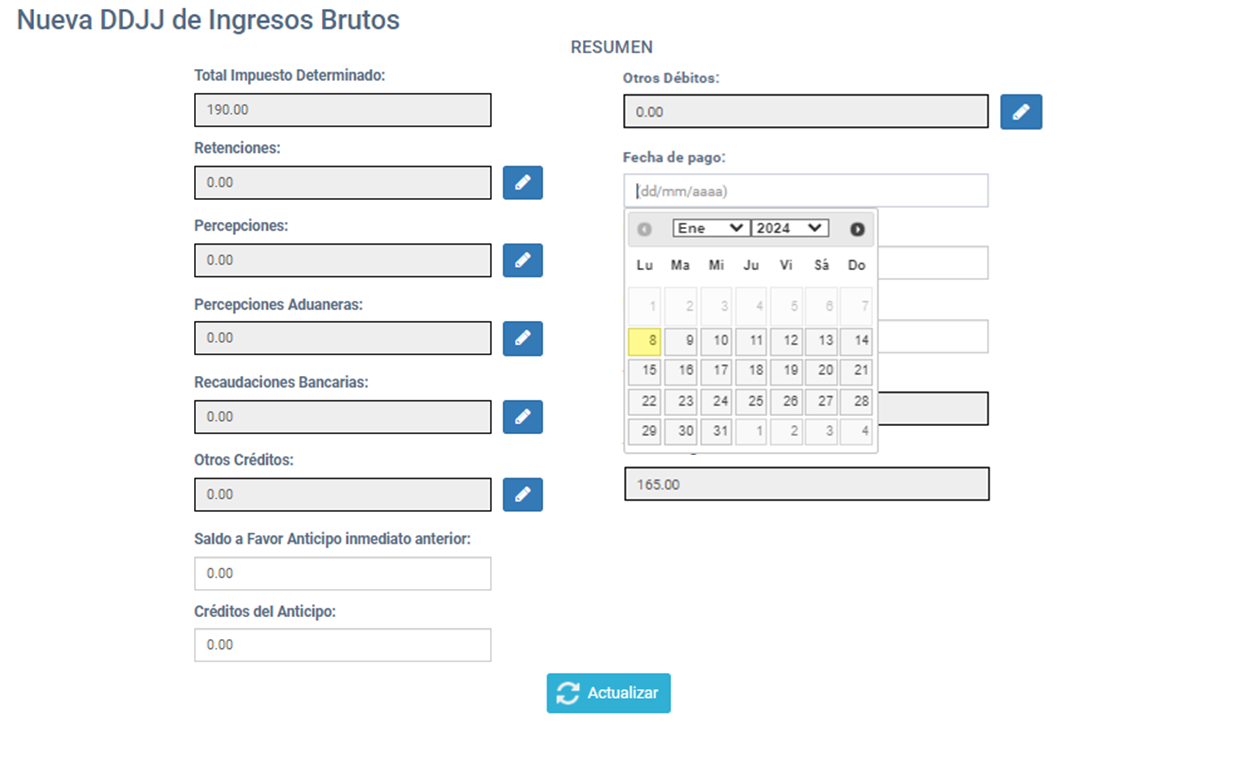 Nueva DDJJ de Ingresos Brutos
RESUMEN
Total Impuesto Determinado:
190.00
Retenciones:
0.00
Percepciones:
0.00
Percepciones Aduaneras:
0.00
Recaudaciones Bancarias:
0.00
Otros Créditos:
0.00
Saldo a Favor Anticipo inmediato anterior:
0.00
Créditos del Anticipo:
0.00
Otros Débitos:
0.00
Fecha de pago:
(dd/mm/aaaa)
Ene 2024
Lu Ma Mi Ju Vi Sá Do
1 2 3 4 5 6 7
8 9 10 11 12 13 14
15 16 17 18 19 20 21
22 23 24 25 26 27 28
29 30 31 1 2 3 4
165.00
Actualizar